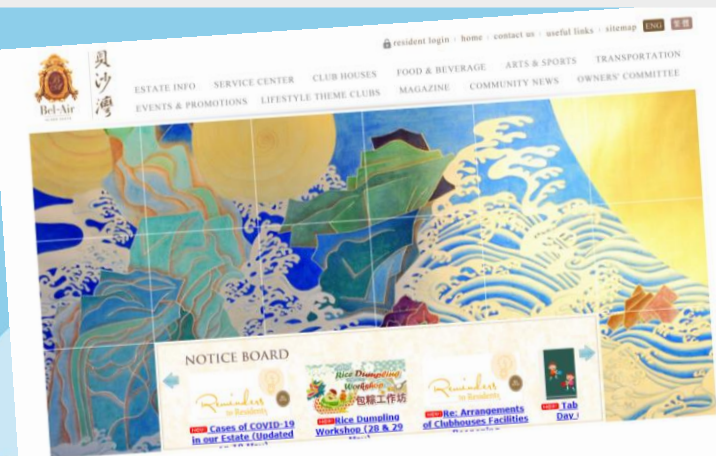 resident login | home | contact us | useful links | sitemap ENG 繁體
Bel-Air
貝沙灣
ESTATE INFO SERVICE CENTER CLUB HOUSES FOOD & BEVERAGE ARTS & SPORTS TRANSPORTATION
EVENTS & PROMOTIONS LIFESTYLE THEME CLUBS MAGAZINE COMMUNITY NEWS OWNERS' COMMITTEE
NOTICE BOARD
Reminders
to Residents
NEW Cases of COVID-19
in our Estate (Updated
Rice Dumpling
Workshop
包粽工作坊
NEW Rice Dumpling
Workshop (28 & 29
Reminders
to Residents
NEW Re: Arrangements
of Clubhouses Facilities
NEW Tab
Day